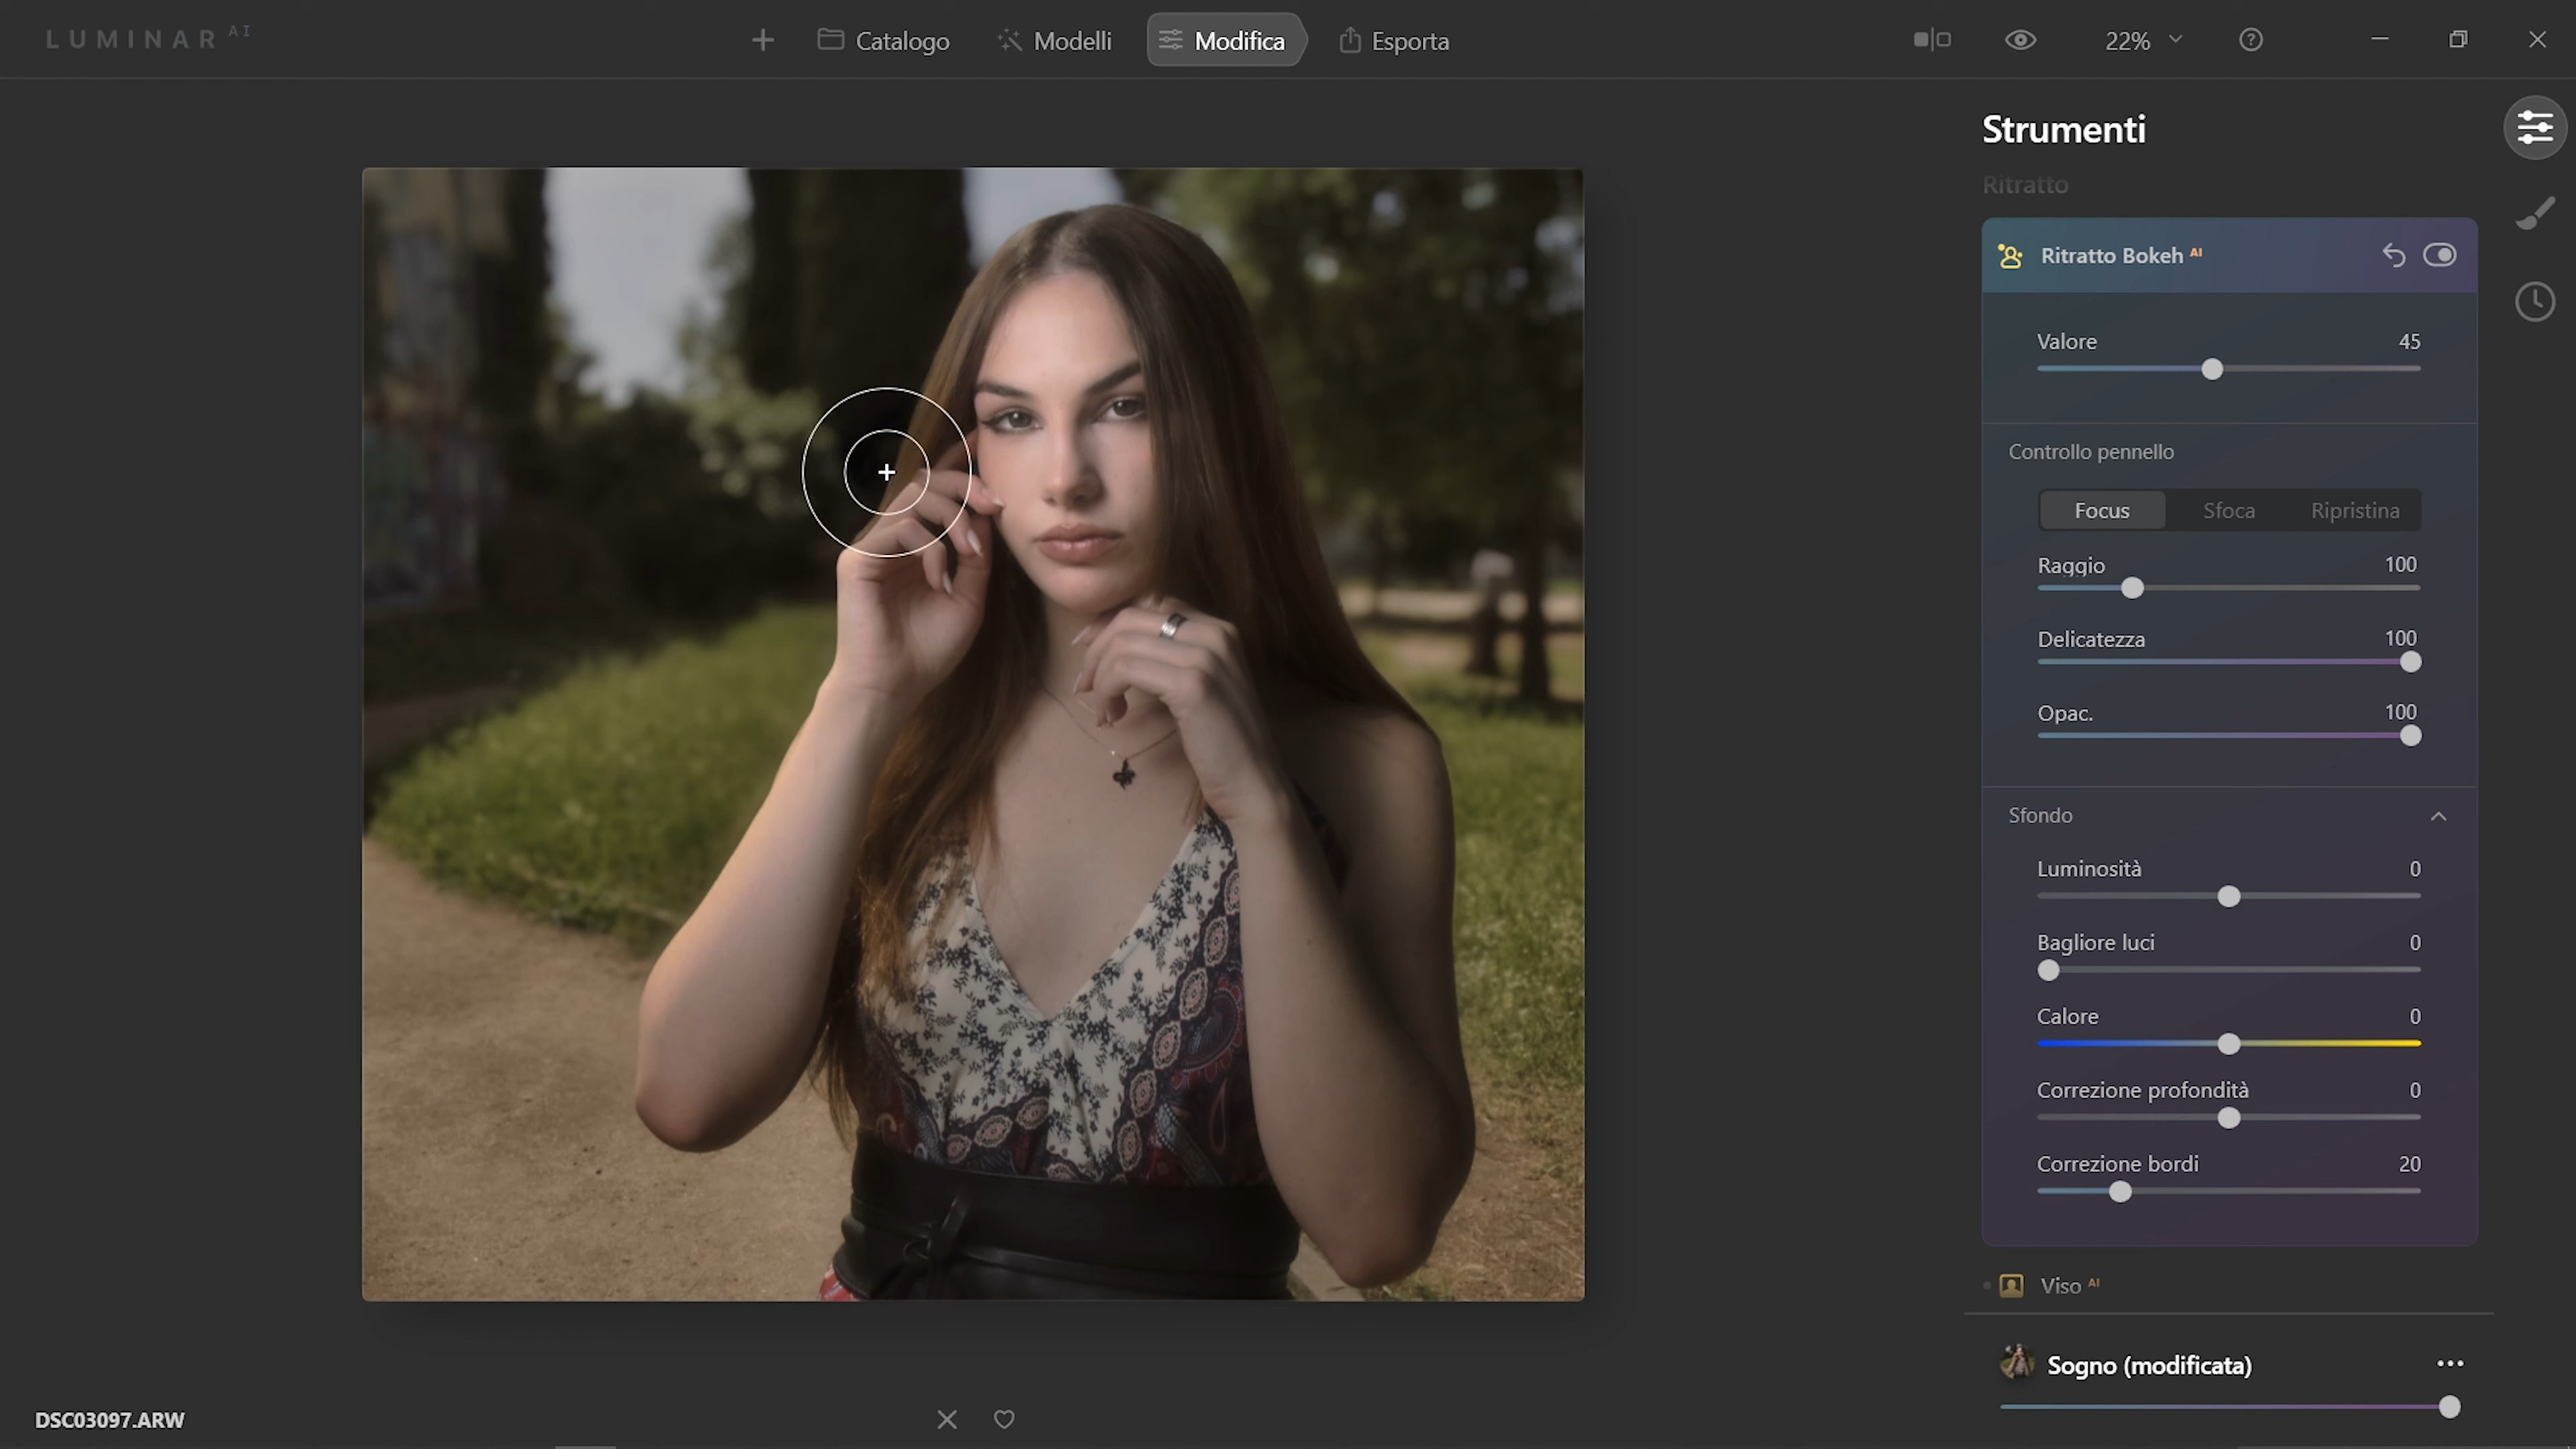 LUMINAR AI
Catalogo
Modelli
Modifica
Esporta
22%
Strumenti
Ritratto
Ritratto Bokeh AI
Valore 45
Controllo pennello
Focus Sfoca Ripristina
Raggio 100
Delicatezza 100
Opac. 100
Sfondo
Luminosità 0
Bagliore luci 0
Calore 0
Correzione profondità 0
Correzione bordi 20
Viso AI
Sogno (modificata)
DSC03097.ARW